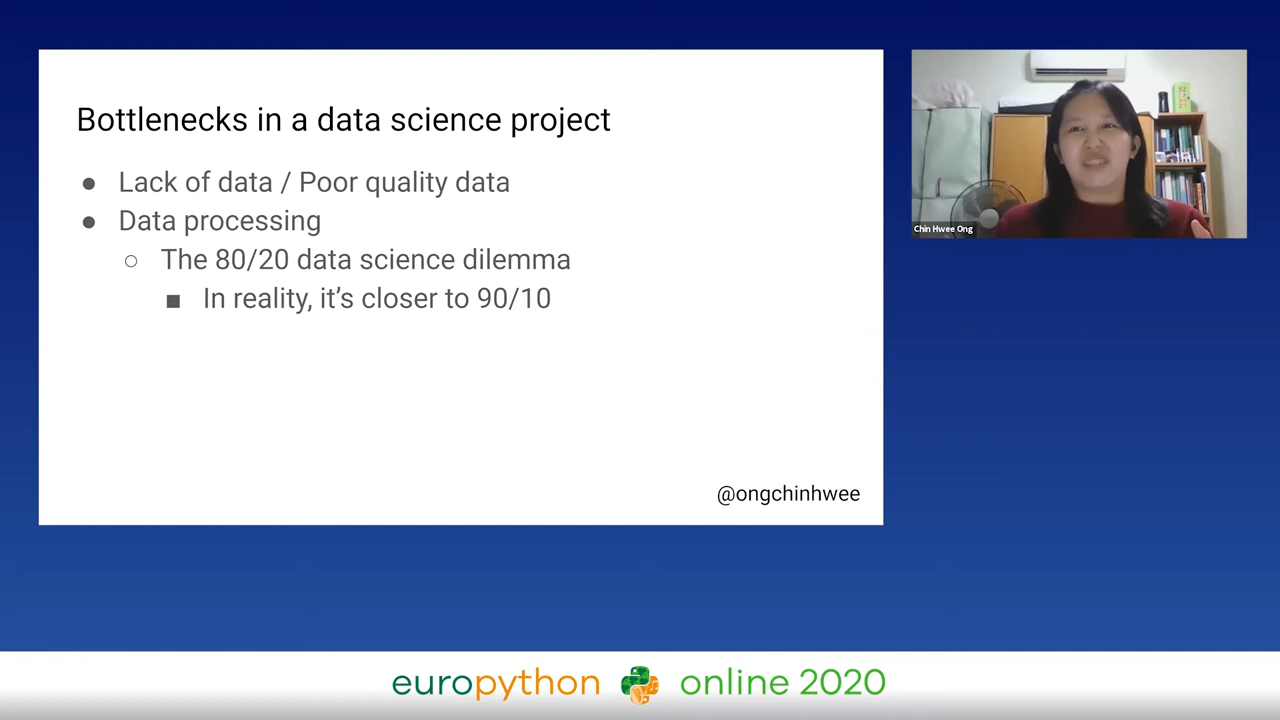 Bottlenecks in a data science project
● Lack of data / Poor quality data
● Data processing
○ The 80/20 data science dilemma
■ In reality, it's closer to 90/10
@ongchinhwee
Chin Hwee Ong
europython online 2020